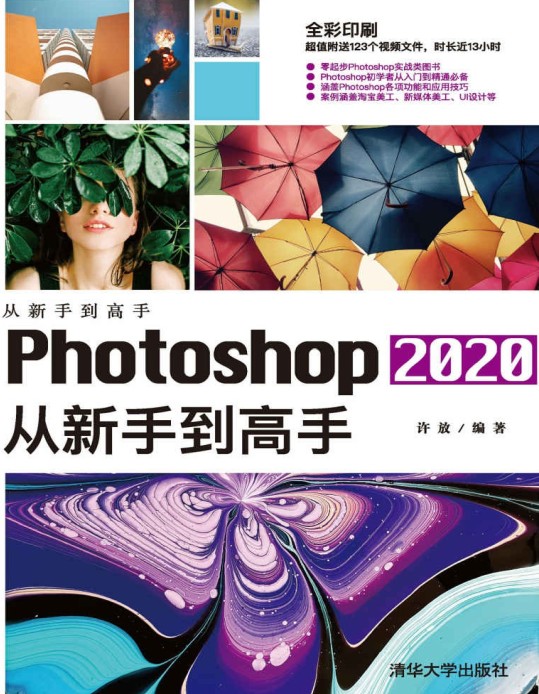 全彩印刷
超值附送123个视频文件，时长近13小时
● 零起步Photoshop实战类图书
● Photoshop初学者从入门到精通必备
● 涵盖Photoshop各项功能和应用技巧
● 案例涵盖淘宝美工、新媒体美工、UI设计等
从新手到高手
Photoshop 2020
从新手到高手
许放/编著
清华大学出版社